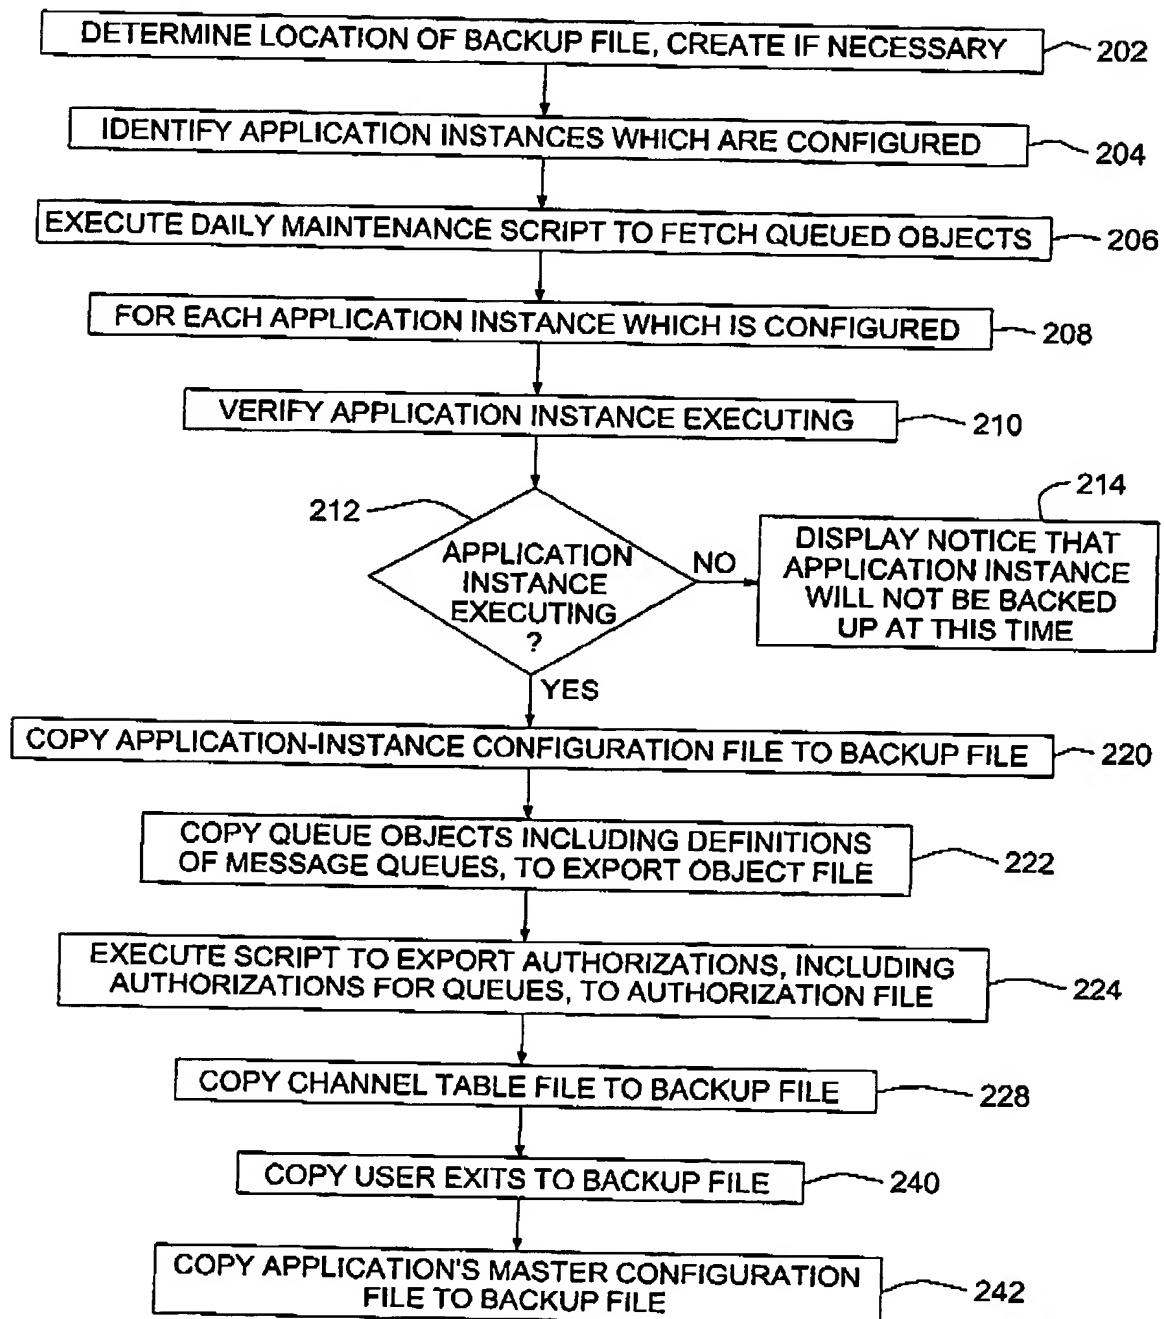 DETERMINE LOCATION OF BACKUP FILE, CREATE IF NECESSARY
202
IDENTIFY APPLICATION INSTANCES WHICH ARE CONFIGURED
204
EXECUTE DAILY MAINTENANCE SCRIPT TO FETCH QUEUED OBJECTS
206
FOR EACH APPLICATION INSTANCE WHICH IS CONFIGURED
208
VERIFY APPLICATION INSTANCE EXECUTING
210
212
APPLICATION
INSTANCE
EXECUTING
?
NO
214
DISPLAY NOTICE THAT
APPLICATION INSTANCE
WILL NOT BE BACKED
UP AT THIS TIME
YES
COPY APPLICATION-INSTANCE CONFIGURATION FILE TO BACKUP FILE
220
COPY QUEUE OBJECTS INCLUDING DEFINITIONS
OF MESSAGE QUEUES, TO EXPORT OBJECT FILE
222
EXECUTE SCRIPT TO EXPORT AUTHORIZATIONS, INCLUDING
AUTHORIZATIONS FOR QUEUES, TO AUTHORIZATION FILE
224
COPY CHANNEL TABLE FILE TO BACKUP FILE
228
COPY USER EXITS TO BACKUP FILE
240
COPY APPLICATION'S MASTER CONFIGURATION
FILE TO BACKUP FILE
242